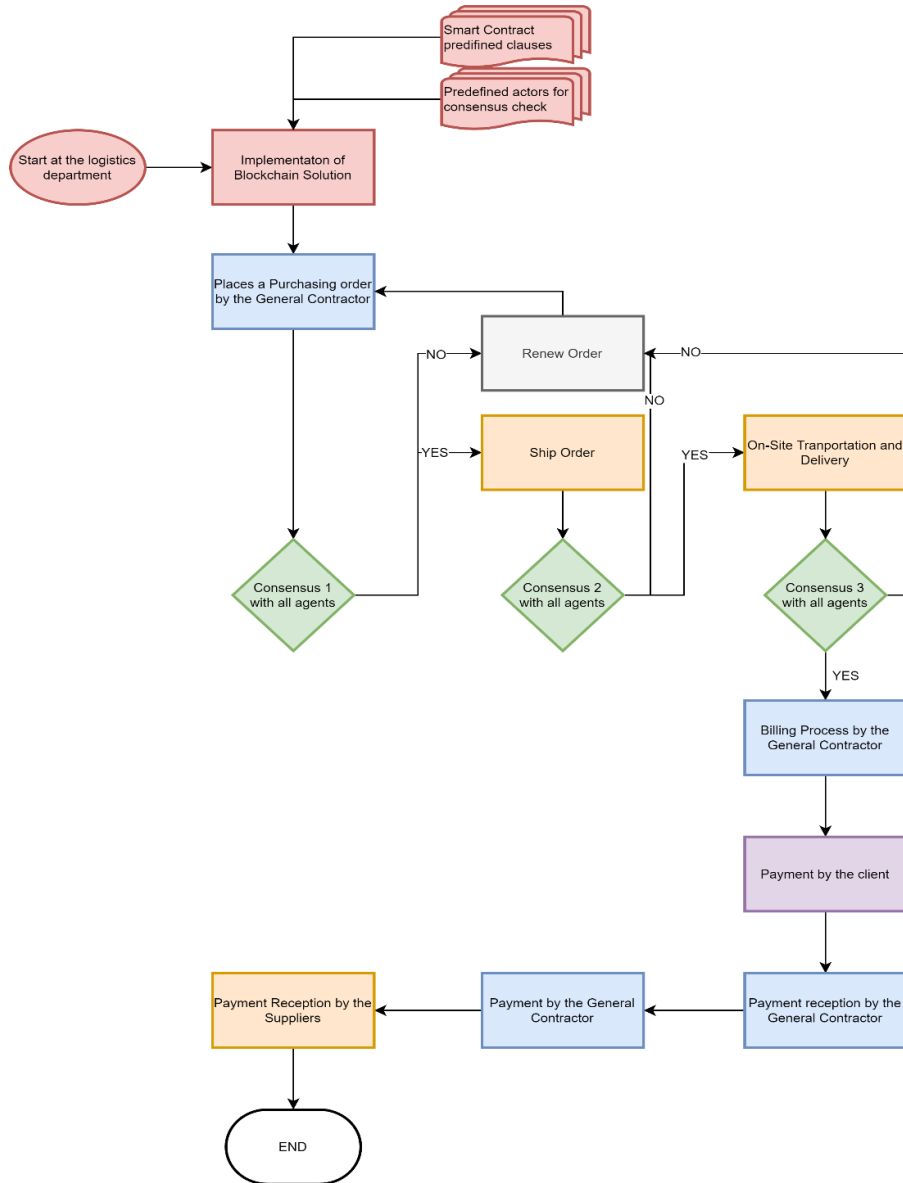 Smart Contract
predifined clauses
Predefined actors for
consensus check
Start at the logistics
department
Implementaton of
Blockchain Solution
Places a Purchasing order
by the General Contractor
Renew Order
NO
NO
NO
YES
Ship Order
YES
On-Site Tranportation and
Delivery
Consensus 1
with all agents
Consensus 2
with all agents
Consensus 3
with all agents
YES
Billing Process by the
General Contractor
Payment by the client
Payment Reception by the
Suppliers
Payment by the General
Contractor
Payment reception by the
General Contractor
END